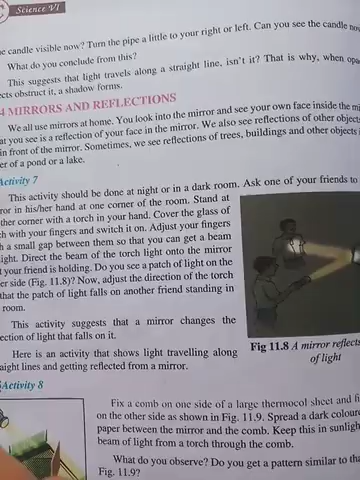 SCIENCE VI
e candle visible now? Turn the pipe a little to your right or left. Can you see the candle now
What do you conclude from this?
This suggests that light travels along a straight line, isn't it? That is why, when opa
ects obstruct it, a shadow forms.
4 MIRRORS AND REFLECTIONS
We all use mirrors at home. You look into the mirror and see your own face inside the mi
at you see is a reflection of your face in the mirror. We also see reflections of other object
in front of the mirror. Sometimes, we see reflections of trees, buildings and other objects i
er of a pond or a lake.
Activity 7
This activity should be done at night or in a dark room. Ask one of your friends to
ror in his/her hand at one corner of the room. Stand at
ther corner with a torch in your hand. Cover the glass of
ch with your fingers and switch it on. Adjust your fingers
h a small gap between them so that you can get a beam
ight. Direct the beam of the torch light onto the mirror
t your friend is holding. Do you see a patch of light on the
er side (Fig. 11.8)? Now, adjust the direction of the torch
that the patch of light falls on another friend standing in
room.
This activity suggests that a mirror changes the
ection of light that falls on it.
Here is an activity that shows light travelling along
aight lines and getting reflected from a mirror.
Fig 11.8 A mirror reflects
of light
Activity 8
Fix a comb on one side of a large thermocol sheet and fi
on the other side as shown in Fig. 11.9. Spread a dark coloure
paper between the mirror and the comb. Keep this in sunligh
beam of light from a torch through the comb.
What do you observe? Do you get a pattern similar to tha
Fig. 11.9?